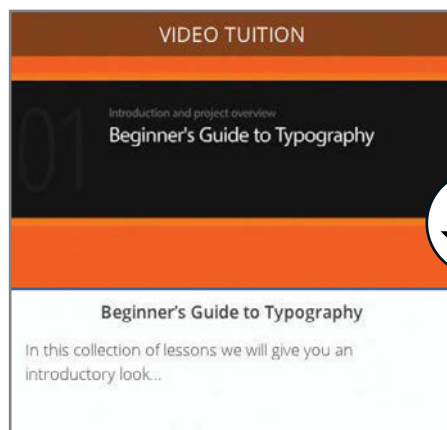 VIDEO TUITION
01
Introduction and project overview
Beginner's Guide to Typography
Beginner's Guide to Typography
In this collection of lessons we will give you an
introductory look...